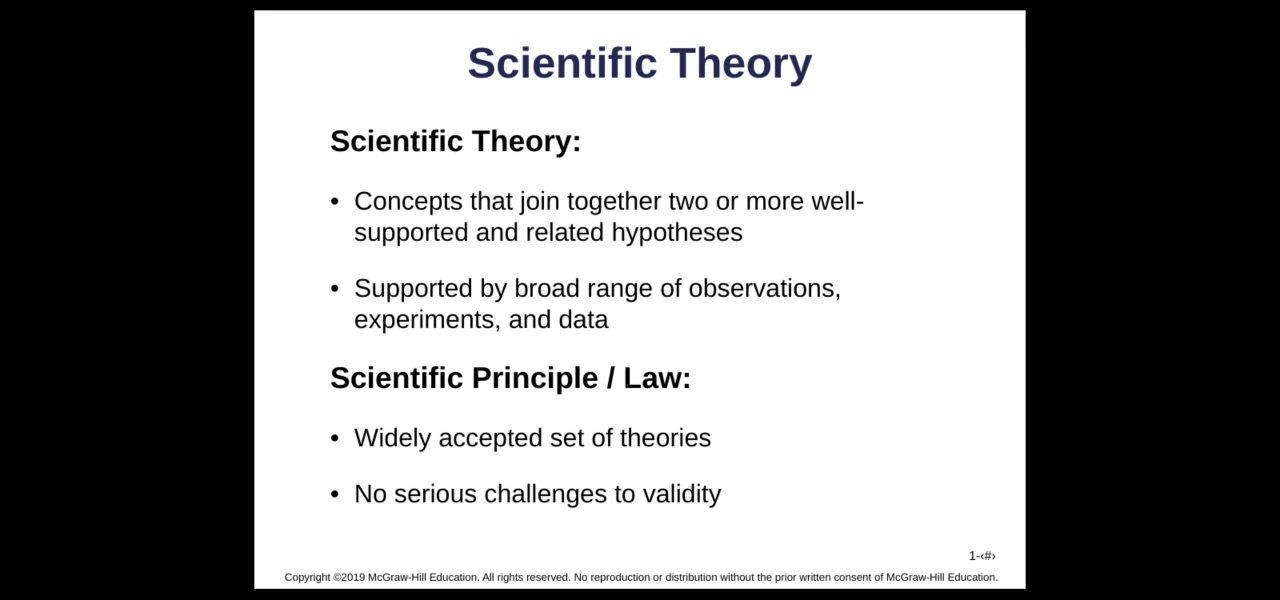 Scientific Theory
Scientific Theory:
• Concepts that join together two or more well-
supported and related hypotheses
• Supported by broad range of observations,
experiments, and data
Scientific Principle / Law:
• Widely accepted set of theories
• No serious challenges to validity
1-‹#›
Copyright ©2019 McGraw-Hill Education. All rights reserved. No reproduction or distribution without the prior written consent of McGraw-Hill Education.